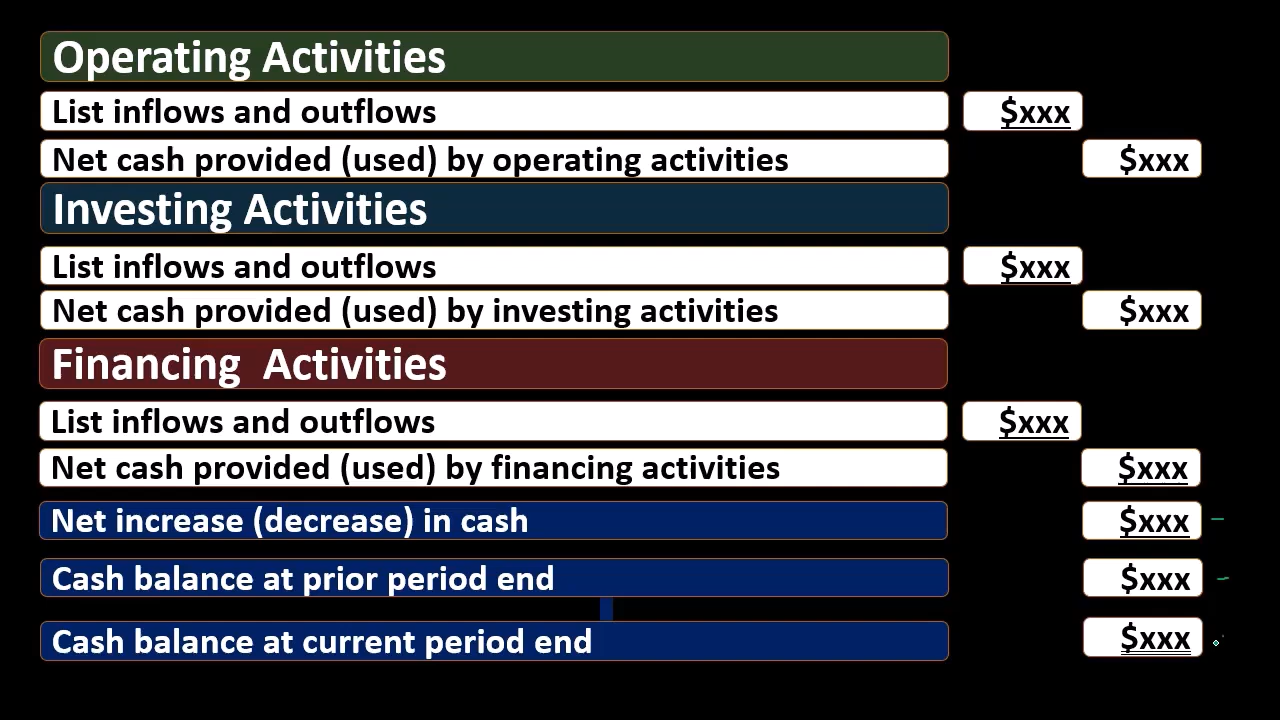 Operating Activities
List inflows and outflows $xxx
Net cash provided (used) by operating activities $xxx
Investing Activities
List inflows and outflows $xxx
Net cash provided (used) by investing activities $xxx
Financing  Activities
List inflows and outflows $xxx
Net cash provided (used) by financing activities $xxx
Net increase (decrease) in cash $xxx
Cash balance at prior period end $xxx
Cash balance at current period end $xxx